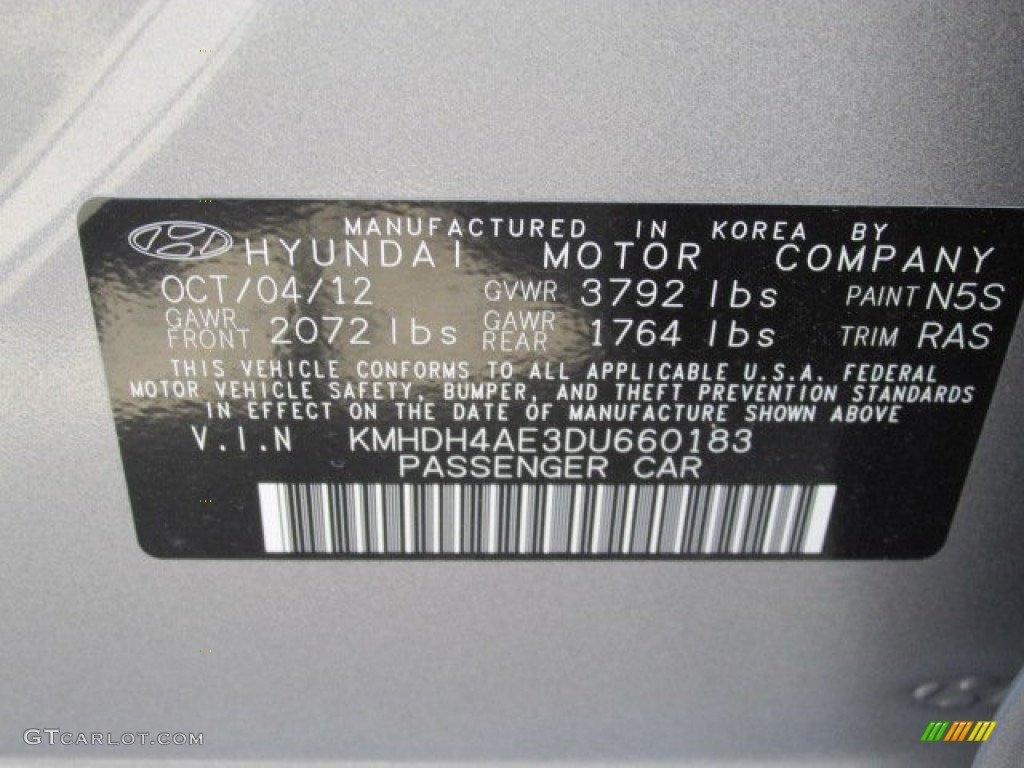 MANUFACTURED IN KOREA BY
HYUNDAI MOTOR COMPANY
OCT/04/12 GVWR 3792 lbs PAINT N5S
GAWR FRONT 2072 lbs GAWR REAR 1764 lbs TRIM RAS
THIS VEHICLE CONFORMS TO ALL APPLICABLE U.S.A. FEDERAL
MOTOR VEHICLE SAFETY, BUMPER, AND THEFT PREVENTION STANDARDS
IN EFFECT ON THE DATE OF MANUFACTURE SHOWN ABOVE
V.I.N KMHDH4AE3DU660183
PASSENGER CAR
GTCARLOT.COM